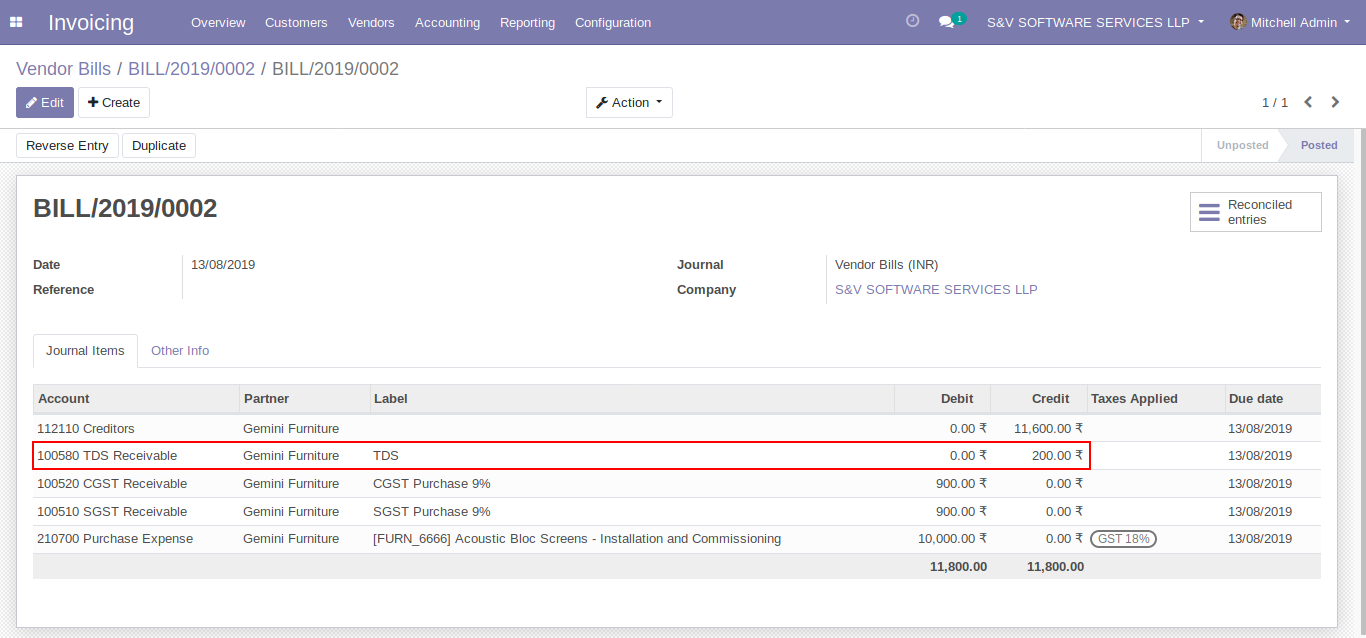 Invoicing Overview Customers Vendors Accounting Reporting Configuration 1 S&V SOFTWARE SERVICES LLP Mitchell Admin
Vendor Bills / BILL/2019/0002 / BILL/2019/0002
Edit Create Action 1 / 1
Reverse Entry Duplicate Unposted Posted
BILL/2019/0002
Reconciled
entries
Date 13/08/2019 Journal Vendor Bills (INR)
Reference Company S&V SOFTWARE SERVICES LLP
Journal Items Other Info
Account Partner Label Debit Credit Taxes Applied Due date
112110 Creditors Gemini Furniture 0.00 ₹ 11,600.00 ₹ 13/08/2019
100580 TDS Receivable Gemini Furniture TDS 0.00 ₹ 200.00 ₹ 13/08/2019
100520 CGST Receivable Gemini Furniture CGST Purchase 9% 900.00 ₹ 0.00 ₹ 13/08/2019
100510 SGST Receivable Gemini Furniture SGST Purchase 9% 900.00 ₹ 0.00 ₹ 13/08/2019
210700 Purchase Expense Gemini Furniture [FURN_6666] Acoustic Bloc Screens - Installation and Commissioning 10,000.00 ₹ 0.00 ₹ GST 18% 13/08/2019
11,800.00 11,800.00